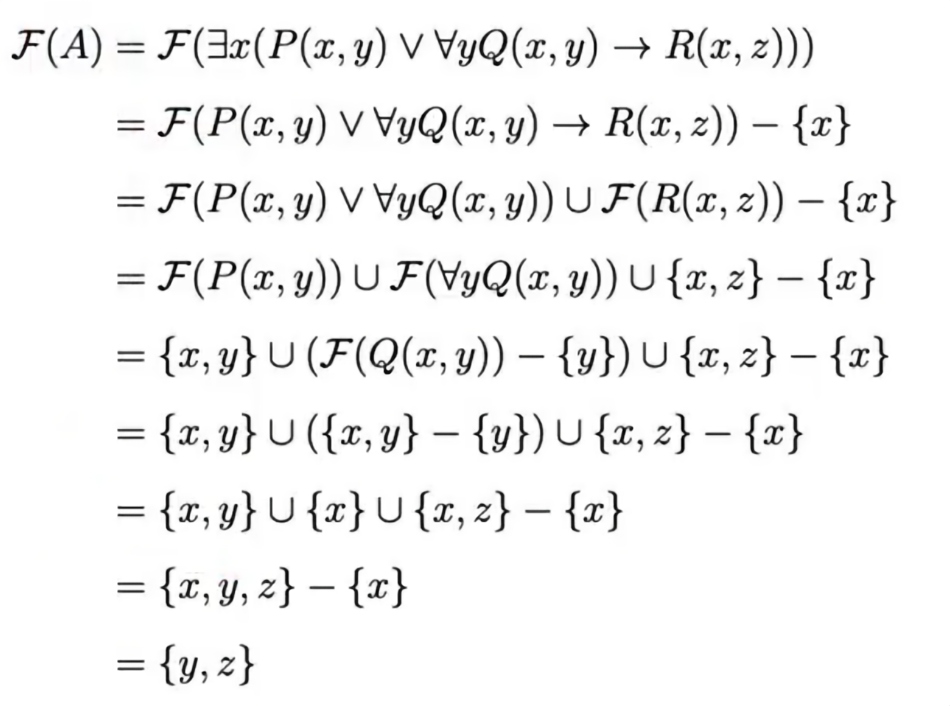 ℱ(A) = ℱ(∃x(P(x, y) ∨ ∀yQ(x, y) → R(x, z)))
= ℱ(P(x, y) ∨ ∀yQ(x, y) → R(x, z)) − {x}
= ℱ(P(x, y) ∨ ∀yQ(x, y)) ∪ ℱ(R(x, z)) − {x}
= ℱ(P(x, y)) ∪ ℱ(∀yQ(x, y)) ∪ {x, z} − {x}
= {x, y} ∪ (ℱ(Q(x, y)) − {y}) ∪ {x, z} − {x}
= {x, y} ∪ ({x, y} − {y}) ∪ {x, z} − {x}
= {x, y} ∪ {x} ∪ {x, z} − {x}
= {x, y, z} − {x}
= {y, z}